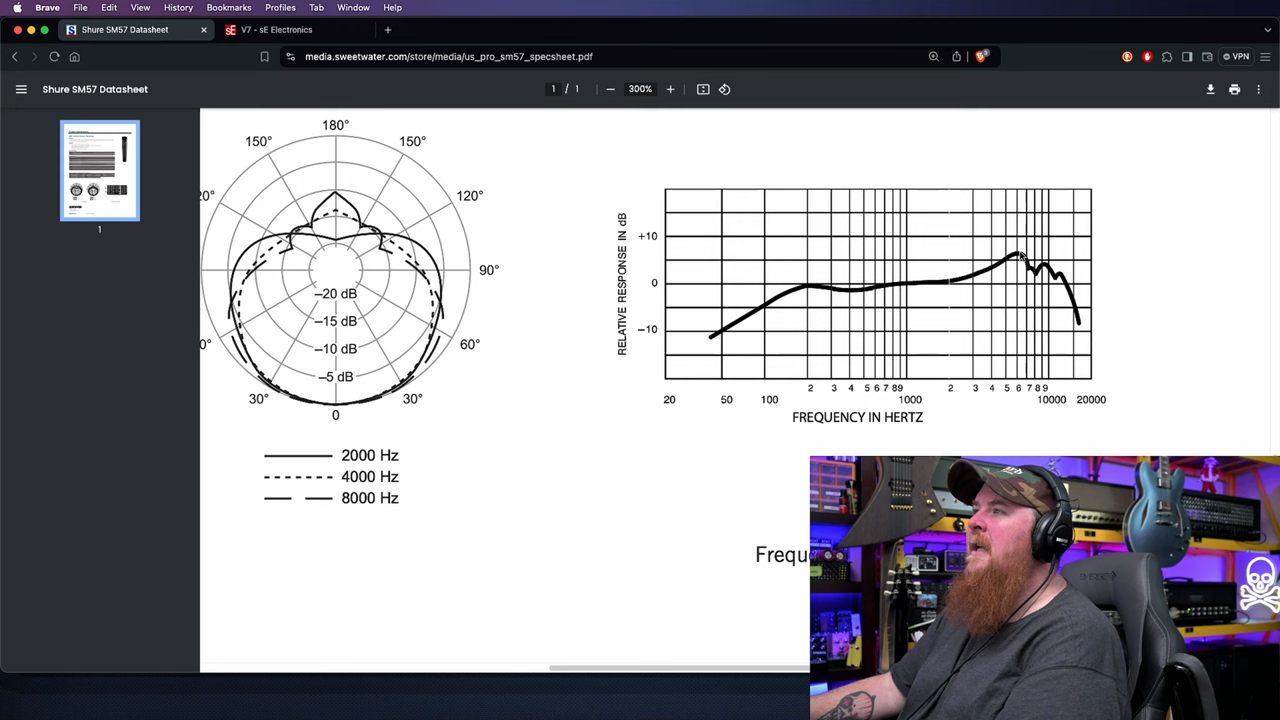 Brave File Edit View History Bookmarks Profiles Tab Window Help
Shure SM57 Datasheet
sE V7 - sE Electronics
media.sweetwater.com/store/media/us_pro_sm57_specsheet.pdf
VPN
Shure SM57 Datasheet
1 / 1
300%
1
180°
150° 150°
120°
90°
60°
30° 30°
0
–20 dB
–15 dB
–10 dB
–5 dB
2000 Hz
4000 Hz
8000 Hz
RELATIVE RESPONSE IN dB
+10
0
–10
2 3 4 5 6 7 8 9 2 3 4 5 6 7 8 9
20 50 100 1000 10000 20000
FREQUENCY IN HERTZ
Frequ